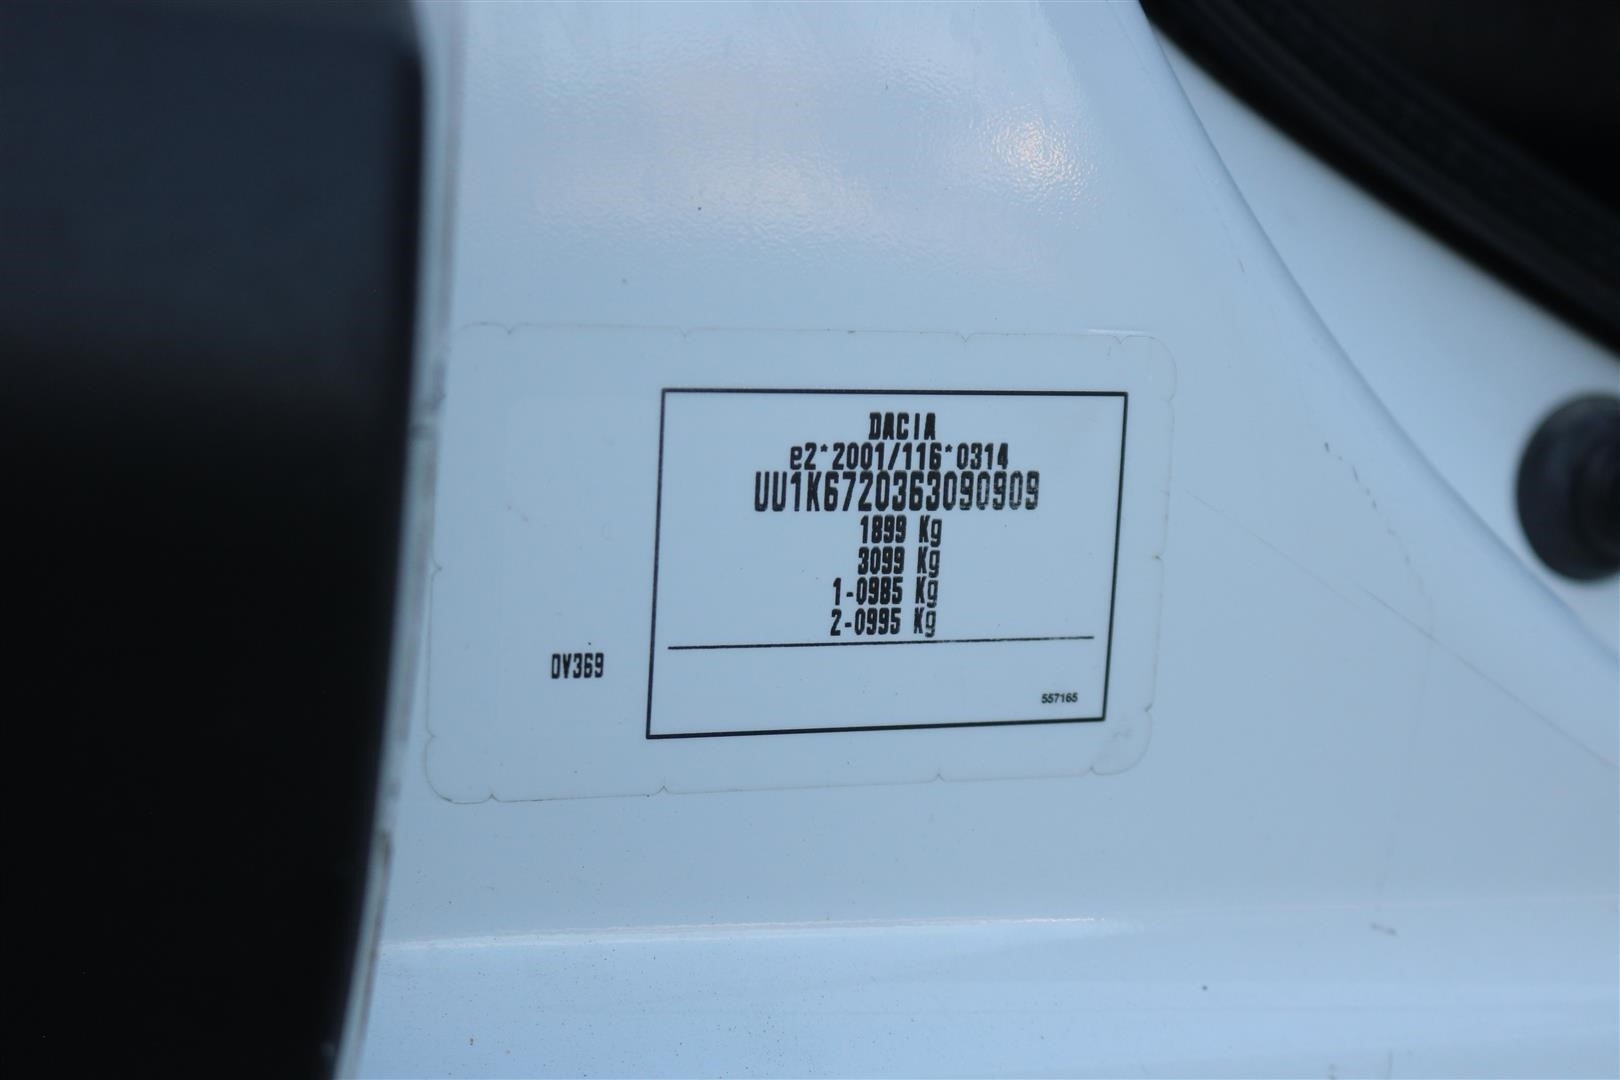 DACIA
e2*2001/116*0314
UU1K6720363090909
1899 Kg
3099 Kg
1-0985 Kg
2-0995 Kg
DV369
557165